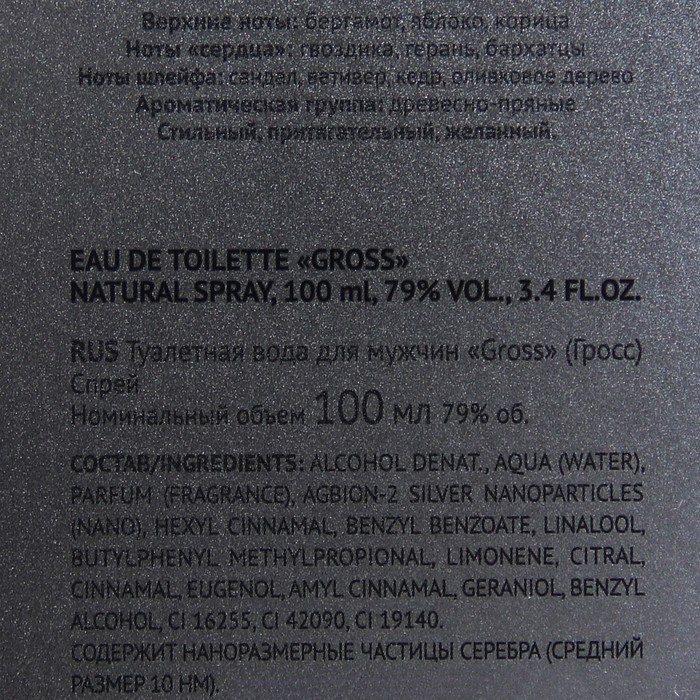 Верхние ноты: бергамот, яблоко, корица
Ноты «сердца»: гвоздика, герань, бархатцы
Ноты шлейфа: сандал, ветивер, кедр, оливковое дерево
Ароматическая группа: древесно-пряные
Стильный, притягательный, желанный.
EAU DE TOILETTE «GROSS»
NATURAL SPRAY, 100 ml, 79% VOL., 3.4 FL.OZ.
RUS Туалетная вода для мужчин «Gross» (Гросс)
Спрей
Номинальный объем 100 мл 79% об.
СОСТАВ/INGREDIENTS: ALCOHOL DENAT., AQUA (WATER),
PARFUM (FRAGRANCE), AGBION-2 SILVER NANOPARTICLES
(NANO), HEXYL CINNAMAL, BENZYL BENZOATE, LINALOOL,
BUTYLPHENYL METHYLPROPIONAL, LIMONENE, CITRAL,
CINNAMAL, EUGENOL, AMYL CINNAMAL, GERANIOL, BENZYL
ALCOHOL, CI 16255, CI 42090, CI 19140.
СОДЕРЖИТ НАНОРАЗМЕРНЫЕ ЧАСТИЦЫ СЕРЕБРА (СРЕДНИЙ
РАЗМЕР 10 НМ).